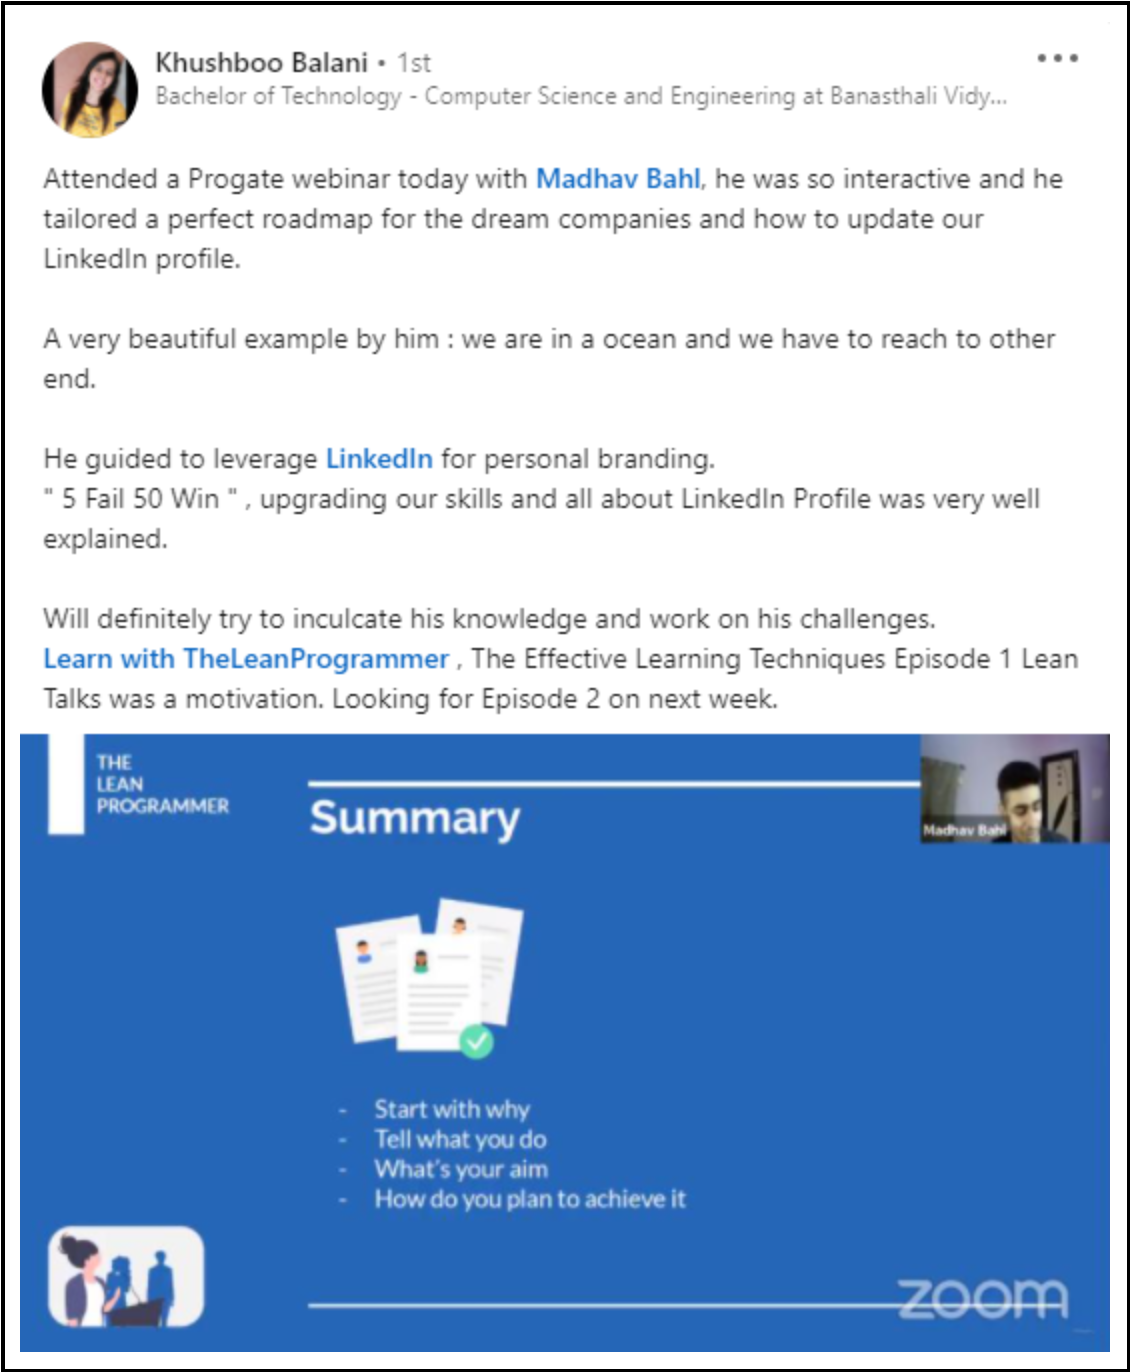 Khushboo Balani • 1st
Bachelor of Technology - Computer Science and Engineering at Banasthali Vidy...
Attended a Progate webinar today with Madhav Bahl, he was so interactive and he
tailored a perfect roadmap for the dream companies and how to update our
LinkedIn profile.
A very beautiful example by him : we are in a ocean and we have to reach to other
end.
He guided to leverage LinkedIn for personal branding.
" 5 Fail 50 Win " , upgrading our skills and all about LinkedIn Profile was very well
explained.
Will definitely try to inculcate his knowledge and work on his challenges.
Learn with TheLeanProgrammer , The Effective Learning Techniques Episode 1 Lean
Talks was a motivation. Looking for Episode 2 on next week.
THE
LEAN
PROGRAMMER
Summary
Madhav Bahl
- Start with why
- Tell what you do
- What's your aim
- How do you plan to achieve it
zoom